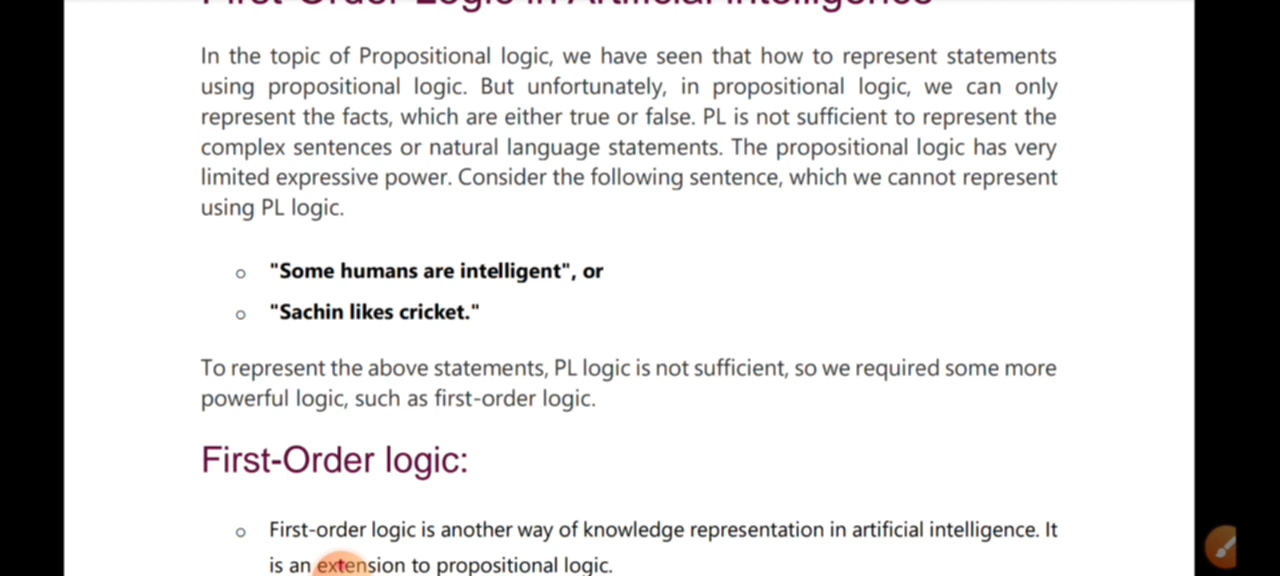 First-Order Logic in Artificial Intelligence
In the topic of Propositional logic, we have seen that how to represent statements
using propositional logic. But unfortunately, in propositional logic, we can only
represent the facts, which are either true or false. PL is not sufficient to represent the
complex sentences or natural language statements. The propositional logic has very
limited expressive power. Consider the following sentence, which we cannot represent
using PL logic.
○ "Some humans are intelligent", or
○ "Sachin likes cricket."
To represent the above statements, PL logic is not sufficient, so we required some more
powerful logic, such as first-order logic.
First-Order logic:
○ First-order logic is another way of knowledge representation in artificial intelligence. It
is an extension to propositional logic.